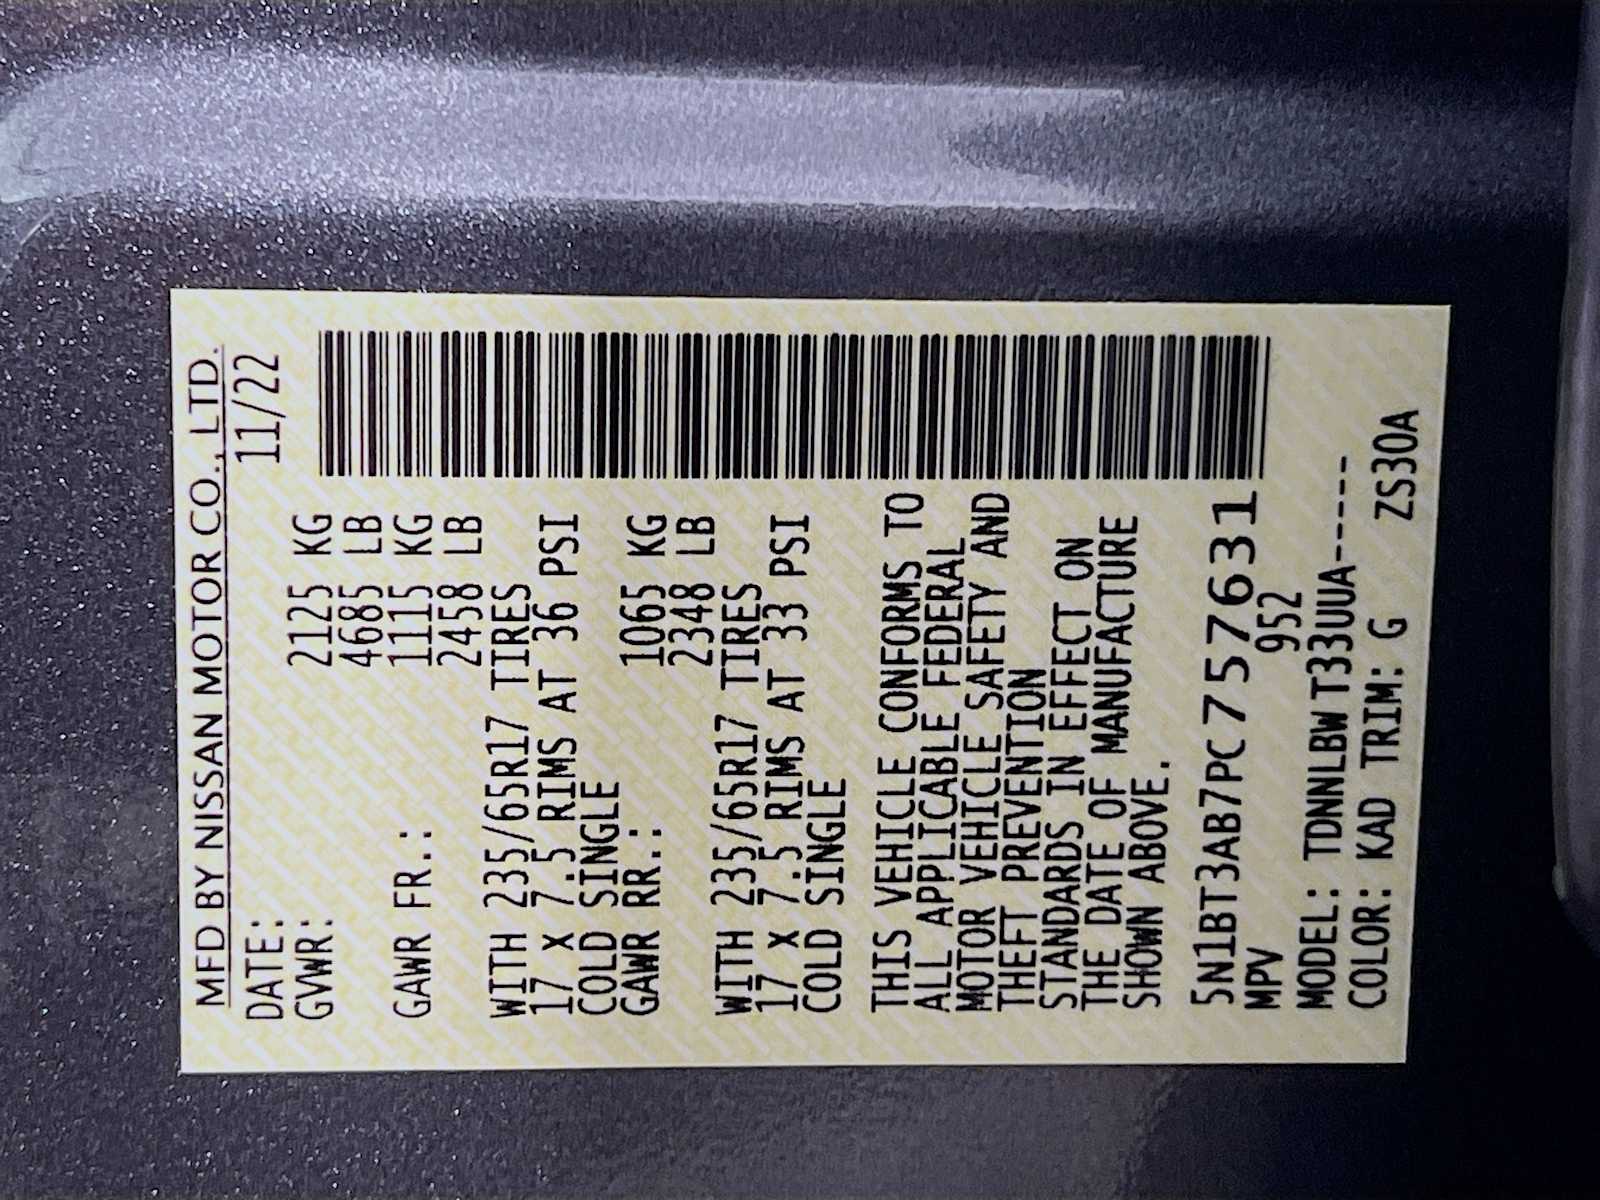 MFD BY NISSAN MOTOR CO., LTD.
DATE: 11/22
GVWR: 2125 KG
4685 LB
GAWR FR.: 1115 KG
2458 LB
WITH 235/65R17 TIRES
17 X 7.5 RIMS AT 36 PSI
COLD SINGLE
GAWR RR.: 1065 KG
2348 LB
WITH 235/65R17 TIRES
17 X 7.5 RIMS AT 33 PSI
COLD SINGLE
THIS VEHICLE CONFORMS TO
ALL APPLICABLE FEDERAL
MOTOR VEHICLE SAFETY AND
THEFT PREVENTION
STANDARDS IN EFFECT ON
THE DATE OF MANUFACTURE
SHOWN ABOVE.
5N1BT3AB7PC757631
MPV 952
MODEL: TDNNLBW T33UUA-----
COLOR: KAD TRIM: G ZS30A